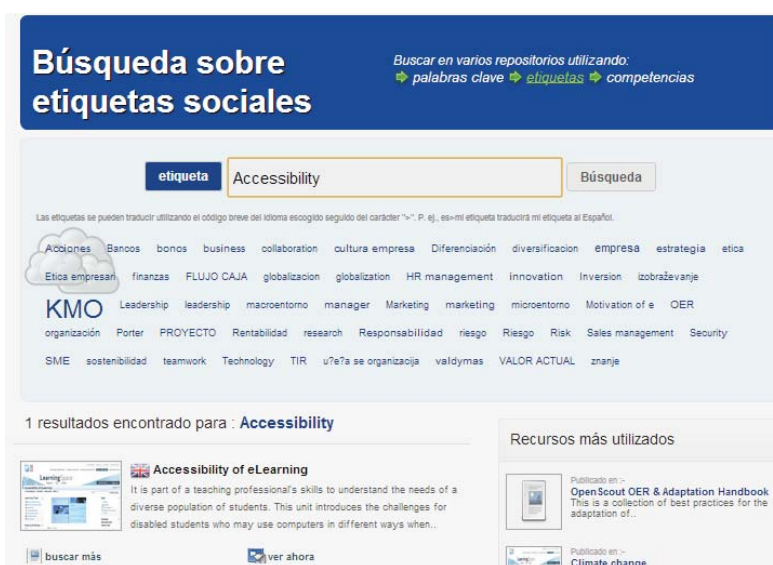 Búsqueda sobre
etiquetas sociales
Buscar en varios repositorios utilizando:
palabras clave etiquetas competencias
etiqueta Accessibility Búsqueda
Las etiquetas se pueden traducir utilizando el código breve del idioma escogido seguido del carácter ">". P. ej., es>mi etiqueta traducirá mi etiqueta al Español.
Acciones Bancos bonos business collaboration cultura empresa Diferenciación diversificacion empresa estrategia etica
Etica empresari finanzas FLUJO CAJA globalizacion globalization HR management innovation Inversion izobraževanje
KMO Leadership leadership macroentorno manager Marketing marketing microentorno Motivation of e OER
organización Porter PROYECTO Rentabilidad research Responsabilidad riesgo Riesgo Risk Sales management Security
SME sostenibilidad teamwork Technology TIR u?e?a se organizacija valdymas VALOR ACTUAL znanje
1 resultados encontrado para : Accessibility
Accessibility of eLearning
It is part of a teaching professional's skills to understand the needs of a
diverse population of students. This unit introduces the challenges for
disabled students who may use computers in different ways when..
buscar más ver ahora
Recursos más utilizados
Publicado en :-
OpenScout OER & Adaptation Handbook
This is a collection of best practices for the
adaptation of..
Publicado en :-
Climate change